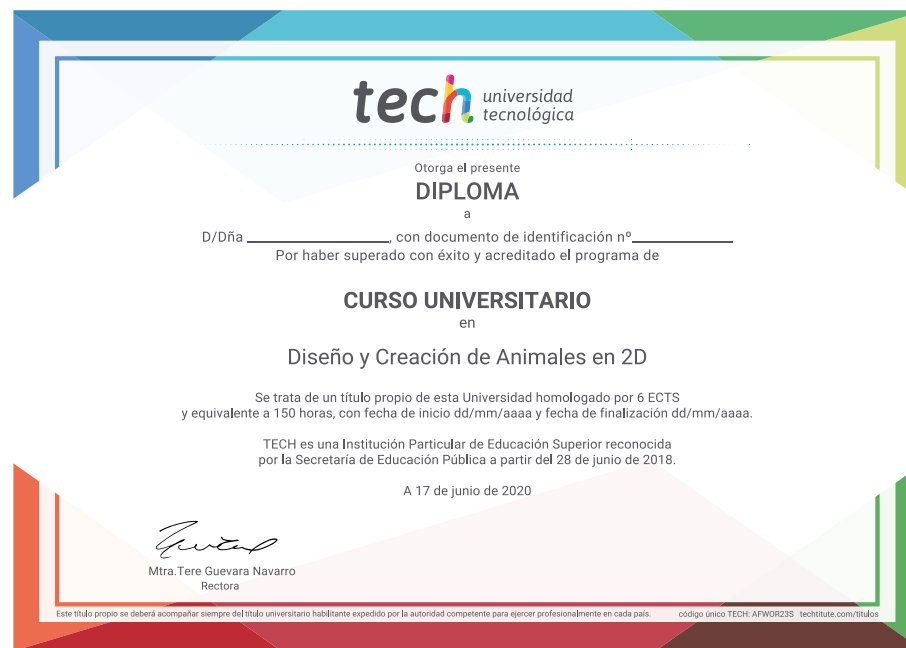 tech universidad
tecnológica
Otorga el presente
DIPLOMA
a
D/Dña ____________, con documento de identificación nº____________
Por haber superado con éxito y acreditado el programa de
CURSO UNIVERSITARIO
en
Diseño y Creación de Animales en 2D
Se trata de un título propio de esta Universidad homologado por 6 ECTS
y equivalente a 150 horas, con fecha de inicio dd/mm/aaaa y fecha de finalización dd/mm/aaaa.
TECH es una Institución Particular de Educación Superior reconocida
por la Secretaría de Educación Pública a partir del 28 de junio de 2018.
A 17 de junio de 2020
Mtra.Tere Guevara Navarro
Rectora
Este título propio se deberá acompañar siempre del título universitario habilitante expedido por la autoridad competente para ejercer profesionalmente en cada país. código único TECH: AFWOR23S techtitute.com/titulos